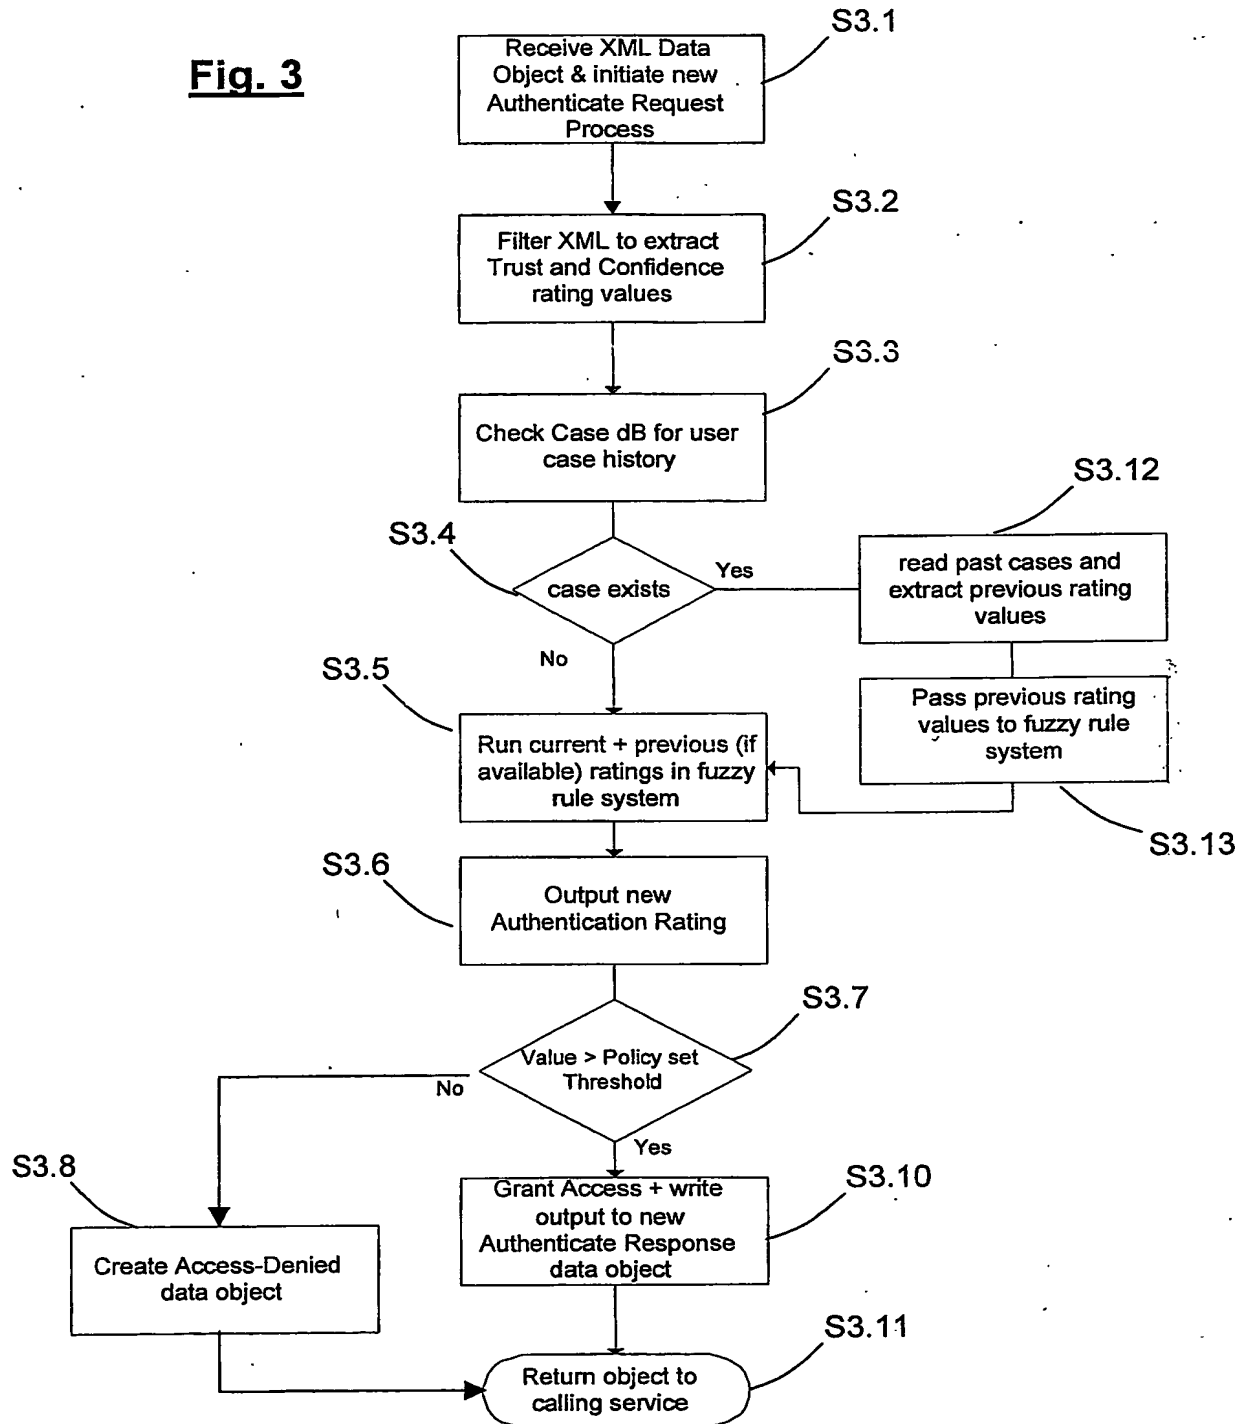 Fig. 3
S3.1
Receive XML Data
Object & initiate new
Authenticate Request
Process
S3.2
Filter XML to extract
Trust and Confidence
rating values
S3.3
Check Case dB for user
case history
S3.12
S3.4
case exists
Yes
read past cases and
extract previous rating
values
No
S3.5
Run current + previous (if
available) ratings in fuzzy
rule system
Pass previous rating
values to fuzzy rule
system
S3.13
S3.6
Output new
Authentication Rating
S3.7
Value > Policy set
Threshold
No
Yes
S3.8
Create Access-Denied
data object
S3.10
Grant Access + write
output to new
Authenticate Response
data object
S3.11
Return object to
calling service